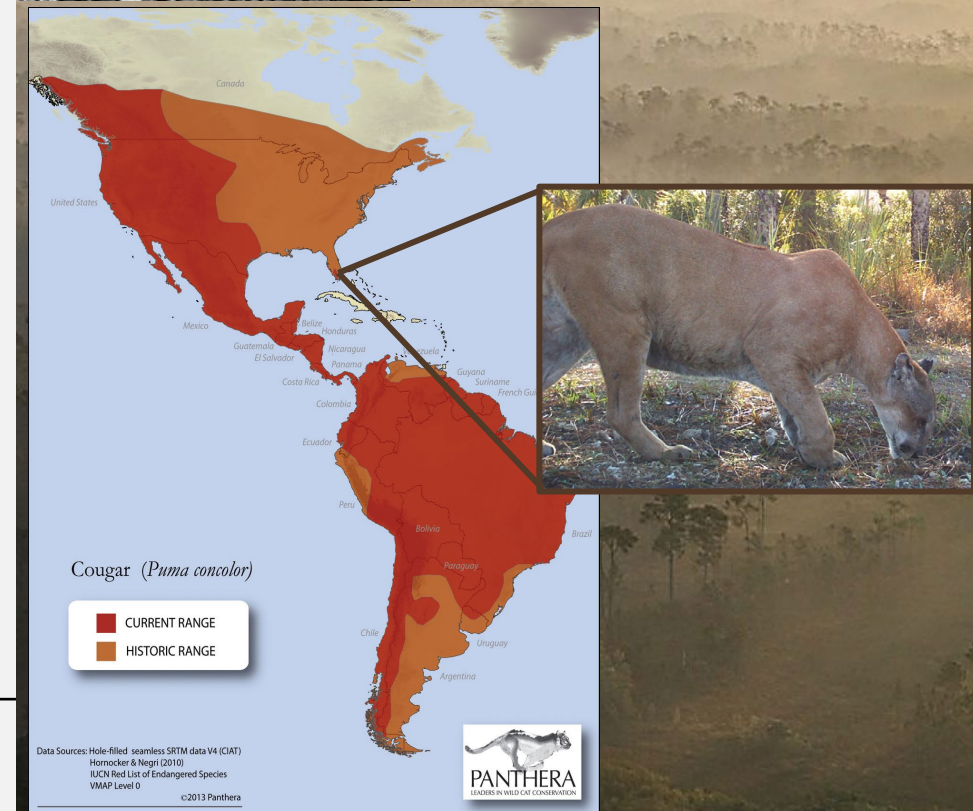 Canada
United States
Mexico
Belize
Honduras
Guatemala
El Salvador
Nicaragua
Costa Rica
Panama
Guyana
Suriname
Colombia
Ecuador
Peru
Bolivia
Brazil
Paraguay
Chile
Uruguay
Argentina
Cougar (Puma concolor)
CURRENT RANGE
HISTORIC RANGE
Data Sources: Hole-filled seamless SRTM data V4 (CIAT)
Hornocker & Negri (2010)
IUCN Red List of Endangered Species
VMAP Level 0
©2013 Panthera
PANTHERA
LEADERS IN WILD CAT CONSERVATION